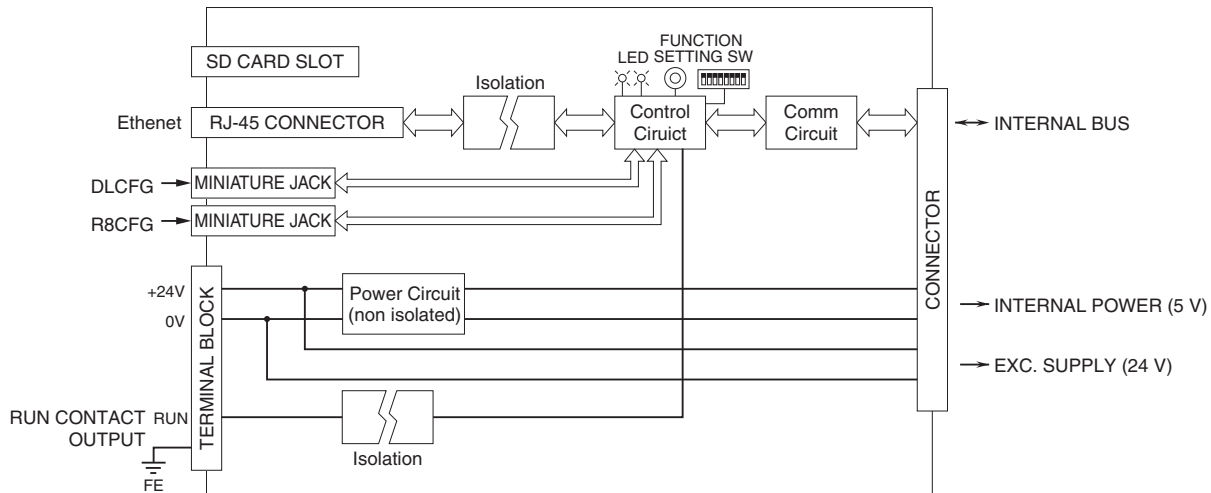 SD CARD SLOT
LED
FUNCTION
SETTING SW
Isolation
Ethenet
RJ-45 CONNECTOR
Control
Ciruict
Comm
Circuit
INTERNAL BUS
DLCFG
MINIATURE JACK
R8CFG
MINIATURE JACK
CONNECTOR
TERMINAL BLOCK
+24V
0V
Power Circuit
(non isolated)
INTERNAL POWER (5 V)
EXC. SUPPLY (24 V)
RUN CONTACT
OUTPUT
RUN
Isolation
FE